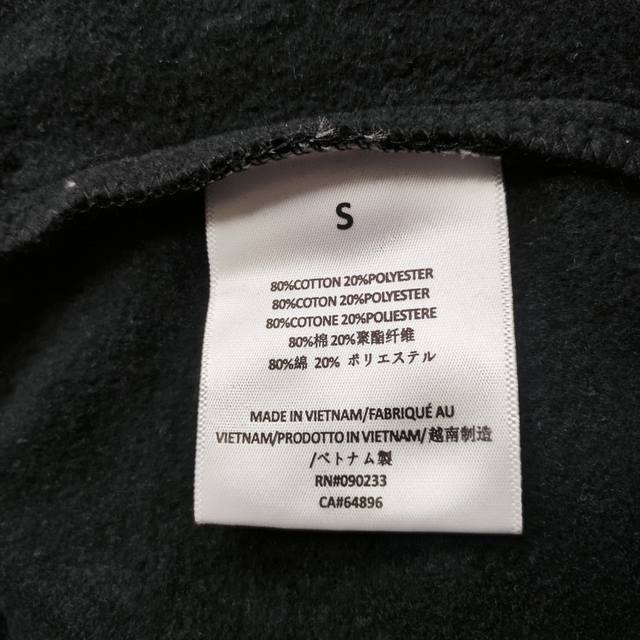 S
80%COTTON 20%POLYESTER
80%COTON 20%POLYESTER
80%COTONE 20%POLIESTERE
80%棉 20%聚酯纤维
80%綿 20% ポリエステル
MADE IN VIETNAM/FABRIQUÉ AU
VIETNAM/PRODOTTO IN VIETNAM/越南制造
/ベトナム製
RN#090233
CA#64896